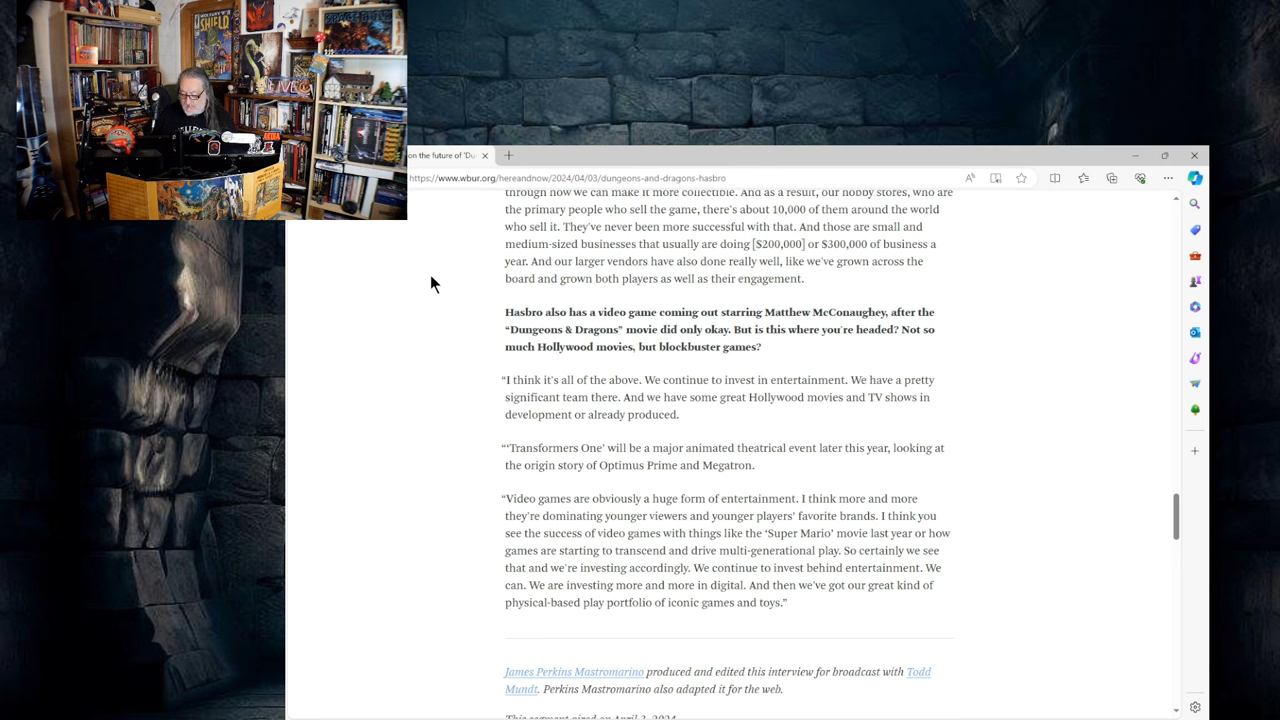 SHIELD
LIVE
on the future of 'Du
https://www.wbur.org/hereandnow/2024/04/03/dungeons-and-dragons-hasbro
through how we can make it more collectible. And as a result, our hobby stores, who are
the primary people who sell the game, there's about 10,000 of them around the world
who sell it. They've never been more successful with that. And those are small and
medium-sized businesses that usually are doing [$200,000] or $300,000 of business a
year. And our larger vendors have also done really well, like we've grown across the
board and grown both players as well as their engagement.
Hasbro also has a video game coming out starring Matthew McConaughey, after the
“Dungeons & Dragons” movie did only okay. But is this where you're headed? Not so
much Hollywood movies, but blockbuster games?
“I think it's all of the above. We continue to invest in entertainment. We have a pretty
significant team there. And we have some great Hollywood movies and TV shows in
development or already produced.
“‘Transformers One’ will be a major animated theatrical event later this year, looking at
the origin story of Optimus Prime and Megatron.
“Video games are obviously a huge form of entertainment. I think more and more
they're dominating younger viewers and younger players’ favorite brands. I think you
see the success of video games with things like the ‘Super Mario’ movie last year or how
games are starting to transcend and drive multi-generational play. So certainly we see
that and we're investing accordingly. We continue to invest behind entertainment. We
can. We are investing more and more in digital. And then we've got our great kind of
physical-based play portfolio of iconic games and toys.”
James Perkins Mastromarino produced and edited this interview for broadcast with Todd
Mundt. Perkins Mastromarino also adapted it for the web.
This segment aired on April 3, 2024.